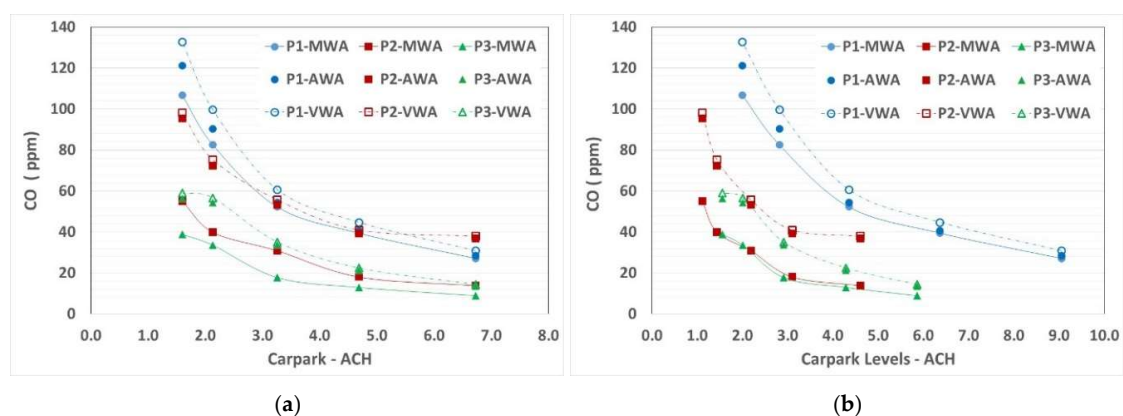 140
120
100
80
60
40
20
0
CO ( ppm)
P1-MWA P2-MWA P3-MWA
P1-AWA P2-AWA P3-AWA
P1-VWA P2-VWA P3-VWA
0.0 1.0 2.0 3.0 4.0 5.0 6.0 7.0 8.0
Carpark - ACH
(a)
140
120
100
80
60
40
20
0
CO ( ppm)
P1-MWA P2-MWA P3-MWA
P1-AWA P2-AWA P3-AWA
P1-VWA P2-VWA P3-VWA
0.0 1.0 2.0 3.0 4.0 5.0 6.0 7.0 8.0 9.0 10.0
Carpark Levels - ACH
(b)